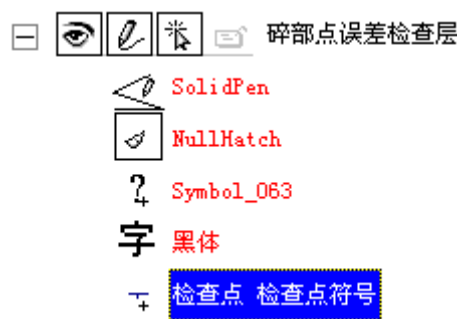 碎部点误差检查层
SolidPen
NullHatch
Symbol_063
字 黑体
检查点 检查点符号